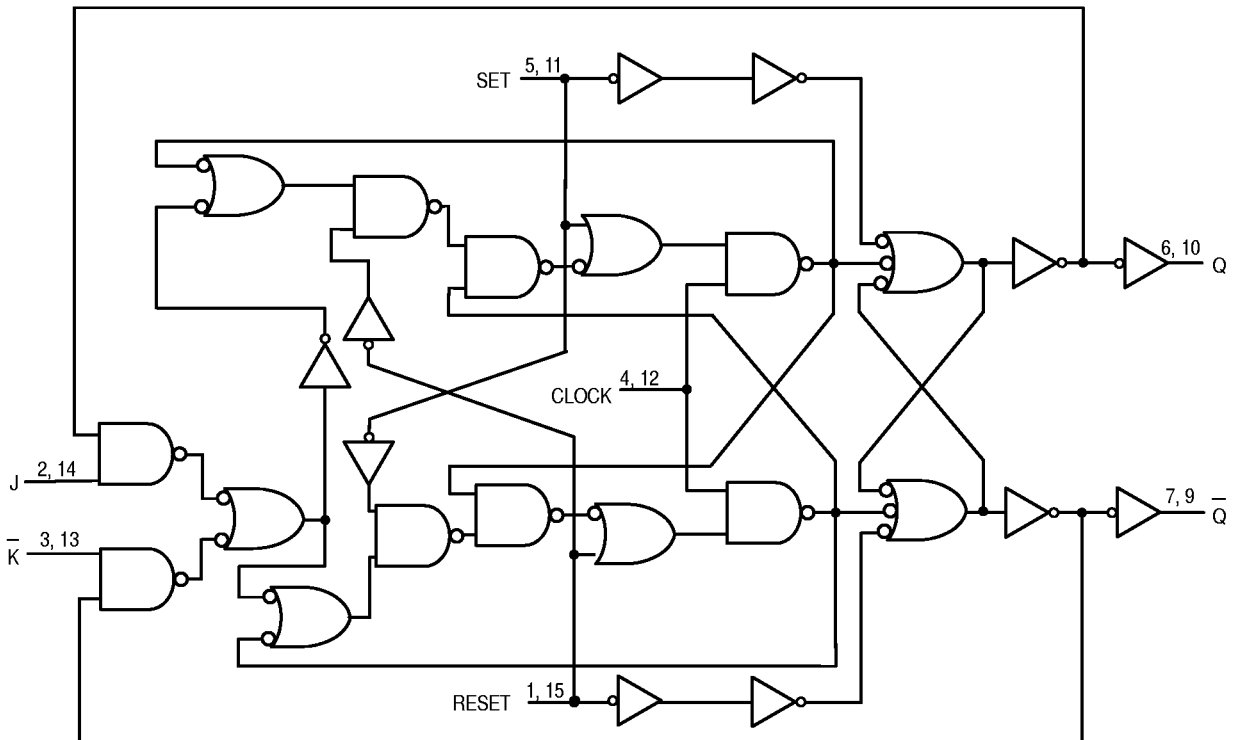 5, 11
SET
6, 10
Q
4, 12
CLOCK
2, 14
J
3, 13
K̅
7, 9
Q̅
1, 15
RESET